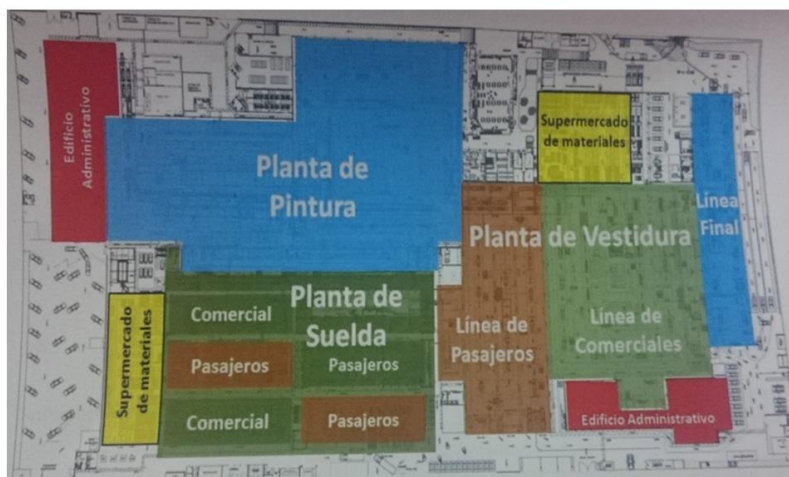 Edificio
Administrativo
Planta de
Pintura
Supermercado
de materiales
Línea
Final
Planta de Vestidura
Planta de
Suelda
Comercial
Pasajeros
Pasajeros
Comercial
Pasajeros
Supermercado
de materiales
Línea de
Pasajeros
Línea de
Comerciales
Edificio Administrativo